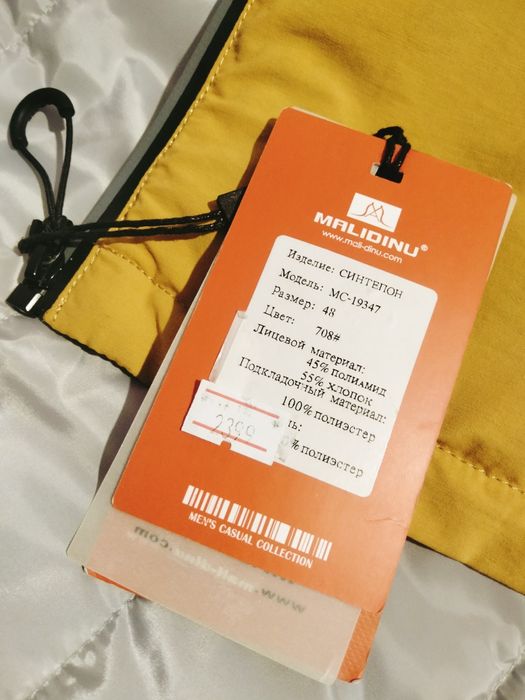 MALIDINU®
www.mali-dinu.com
Изделие: СИНТЕПОН
Модель: МС-19347
Размер: 48
Цвет: 708#
Лицевой материал:
45% ПОЛИАМИД
55% ХЛОПОК
Подкладочный материал:
100% ПОЛИЭСТЕР
ль:
% ПОЛИЭСТЕР
MEN'S CASUAL COLLECTION